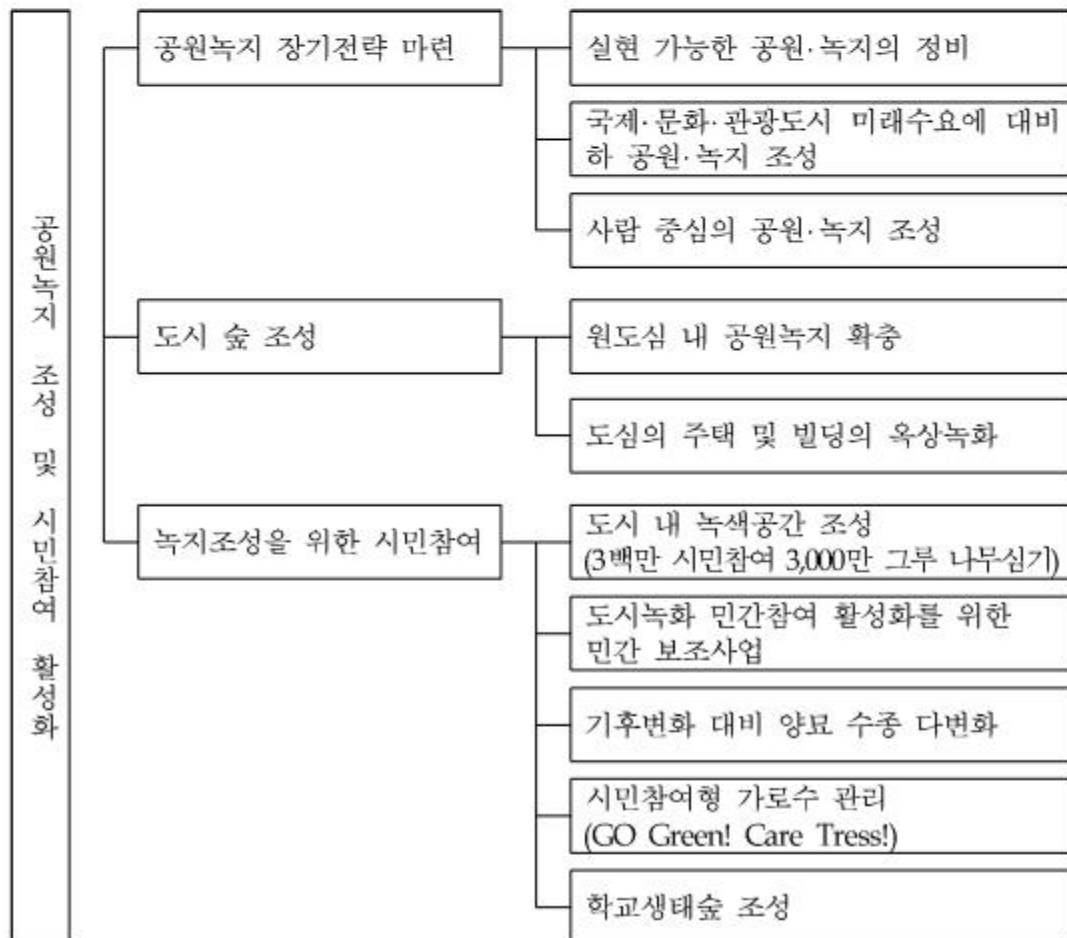 공원녹지 조성 및 시민참여 활성화
공원녹지 장기전략 마련
실현 가능한 공원·녹지의 정비
국제·문화·관광도시 미래수요에 대비
하 공원·녹지 조성
사람 중심의 공원·녹지 조성
도시 숲 조성
원도심 내 공원녹지 확충
도심의 주택 및 빌딩의 옥상녹화
녹지조성을 위한 시민참여
도시 내 녹색공간 조성
(3백만 시민참여 3,000만 그루 나무심기)
도시녹화 민간참여 활성화를 위한
민간 보조사업
기후변화 대비 양묘 수종 다변화
시민참여형 가로수 관리
(GO Green! Care Tress!)
학교생태숲 조성